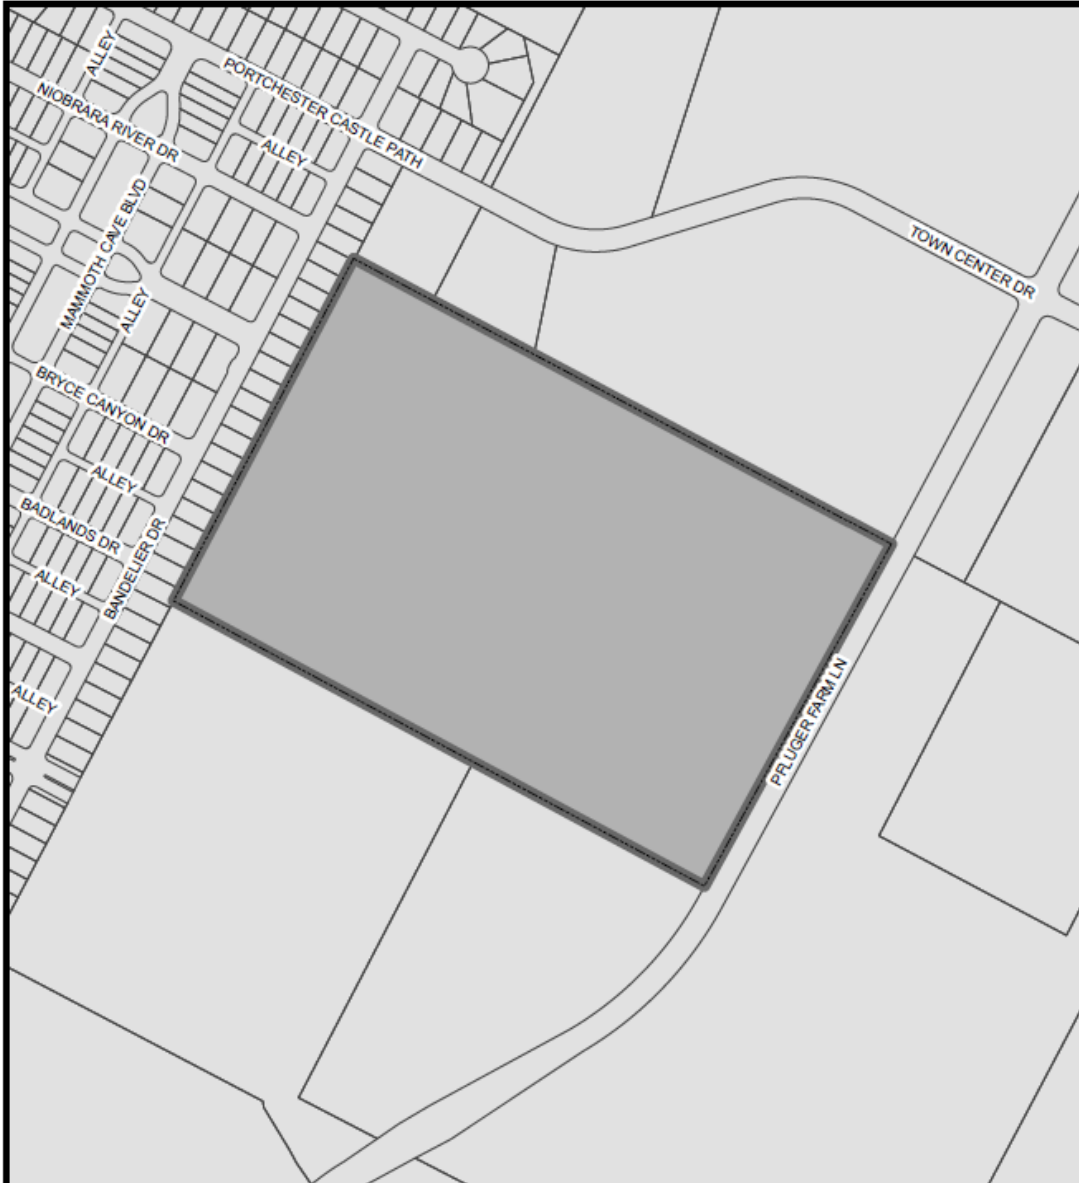 ALLEY
PORTCHESTER CASTLE PATH
NIOBRARA RIVER DR
ALLEY
MAMMOTH CAVE BLVD
TOWN CENTER DR
ALLEY
BRYCE CANYON DR
ALLEY
BADLANDS DR
BANDELIER DR
ALLEY
ALLEY
PFLUGER FARM LN